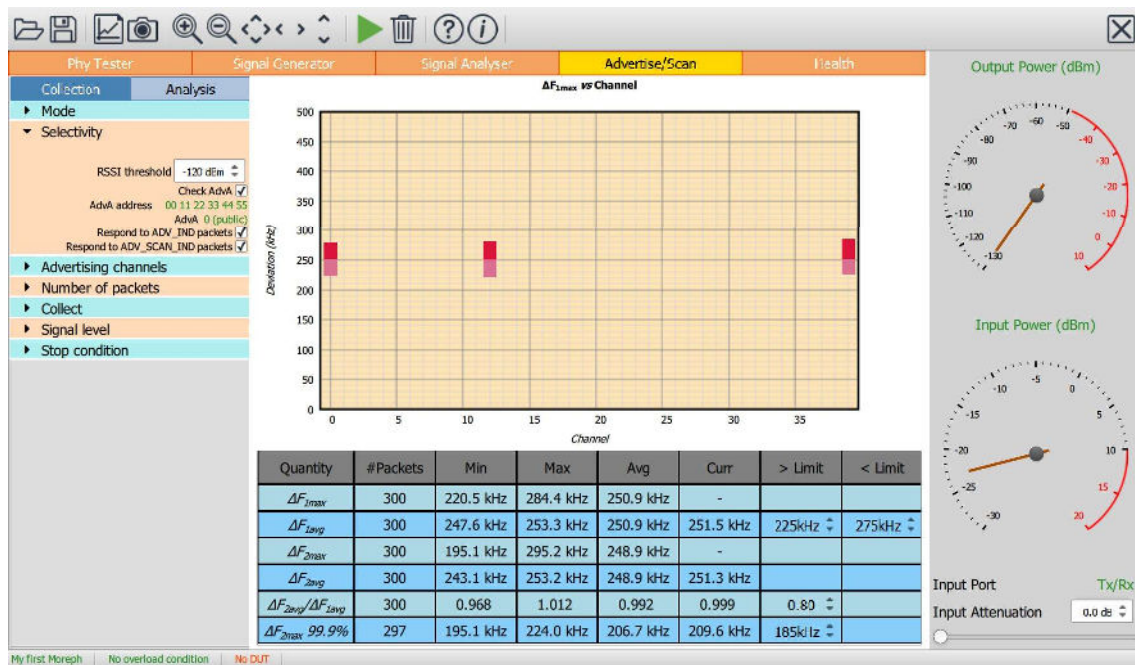 Phy Tester Signal Generator Signal Analyser Advertise/Scan Health
Collection Analysis
Mode
Selectivity
RSSI threshold -120 dBm
Check AdvA
AdvA address 00 11 22 33 44 55
AdvA 0 (public)
Respond to ADV_IND packets
Respond to ADV_SCAN_IND packets
Advertising channels
Number of packets
Collect
Signal level
Stop condition
ΔF1max vs Channel
Deviation (kHz)
500
450
400
350
300
250
200
150
100
50
0
0 5 10 15 20 25 30 35
Channel
Quantity #Packets Min Max Avg Curr > Limit < Limit
ΔF1max 300 220.5 kHz 284.4 kHz 250.9 kHz -
ΔF1avg 300 247.6 kHz 253.3 kHz 250.9 kHz 251.5 kHz 225kHz 275kHz
ΔF2max 300 195.1 kHz 295.2 kHz 248.9 kHz -
ΔF2avg 300 243.1 kHz 253.2 kHz 248.9 kHz 251.3 kHz
ΔF2avg/ΔF1avg 300 0.968 1.012 0.992 0.999 0.80
ΔF2max 99.9% 297 195.1 kHz 224.0 kHz 206.7 kHz 209.6 kHz 185kHz
Output Power (dBm)
-130 -120 -110 -100 -90 -80 -70 -60 -50 -40 -30 -20 -10 0 10
Input Power (dBm)
-30 -25 -20 -15 -10 -5 0 5 10 15 20
Input Port Tx/Rx
Input Attenuation 0.0 dB
My first Moreph No overload condition No DUT